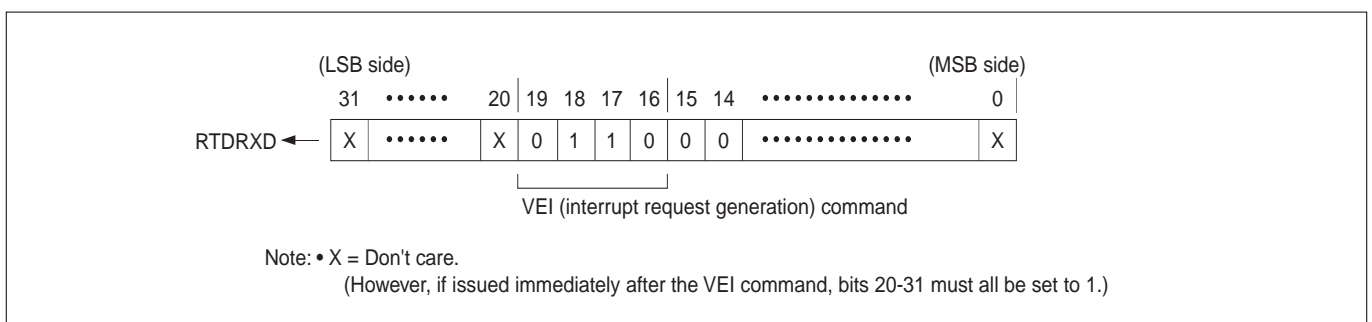 (LSB side) (MSB side)
31 •••••• 20 19 18 17 16 15 14 •••••••••••••• 0
RTDRXD X •••••• X 0 1 1 0 0 0 •••••••••••••• X
VEI (interrupt request generation) command
Note: • X = Don't care.
(However, if issued immediately after the VEI command, bits 20-31 must all be set to 1.)